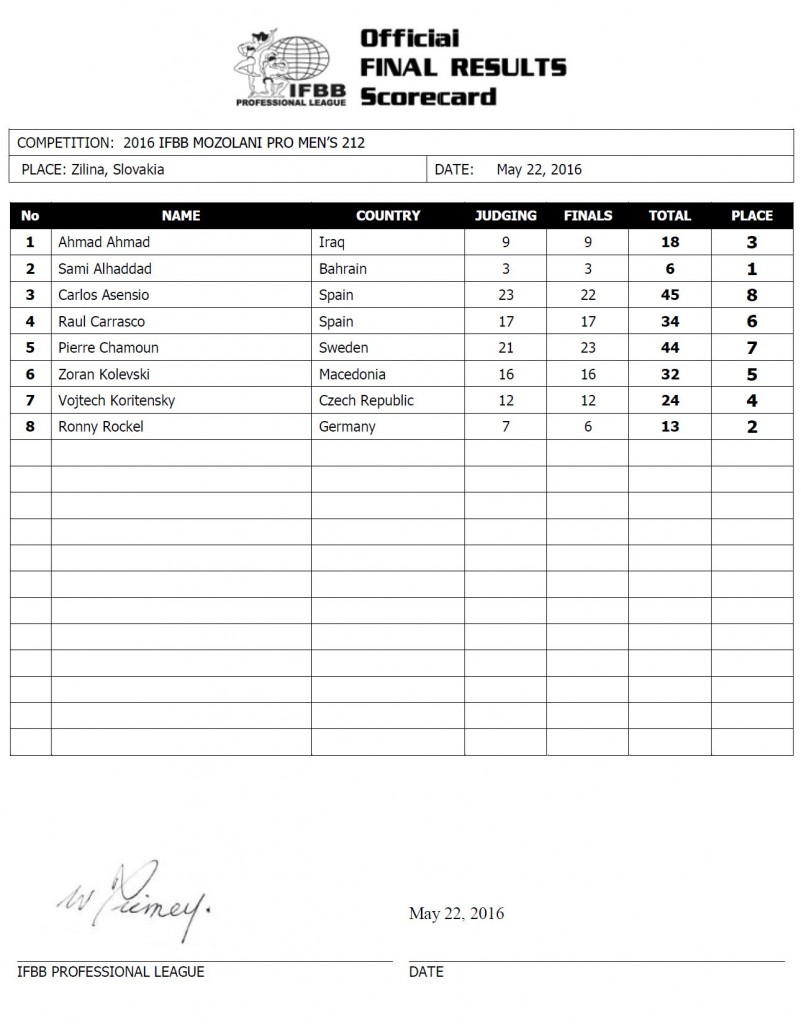 IFBB
PROFESSIONAL LEAGUE
Official
FINAL RESULTS
Scorecard
COMPETITION: 2016 IFBB MOZOLANI PRO MEN'S 212
PLACE: Zilina, Slovakia DATE: May 22, 2016
No NAME COUNTRY JUDGING FINALS TOTAL PLACE
1 Ahmad Ahmad Iraq 9 9 18 3
2 Sami Alhaddad Bahrain 3 3 6 1
3 Carlos Asensio Spain 23 22 45 8
4 Raul Carrasco Spain 17 17 34 6
5 Pierre Chamoun Sweden 21 23 44 7
6 Zoran Kolevski Macedonia 16 16 32 5
7 Vojtech Koritensky Czech Republic 12 12 24 4
8 Ronny Rockel Germany 7 6 13 2
May 22, 2016
IFBB PROFESSIONAL LEAGUE DATE